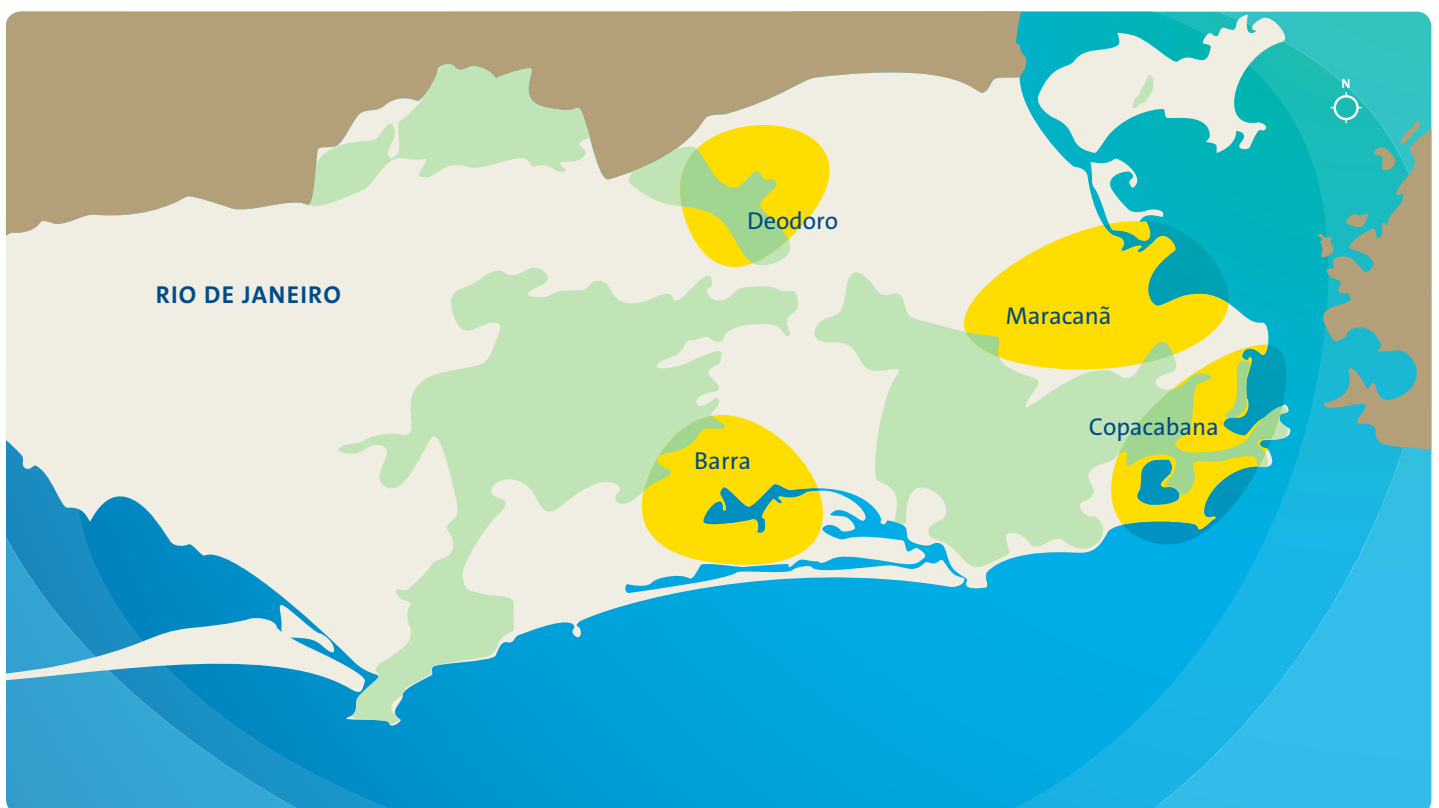 N
Deodoro
RIO DE JANEIRO
Maracanã
Copacabana
Barra